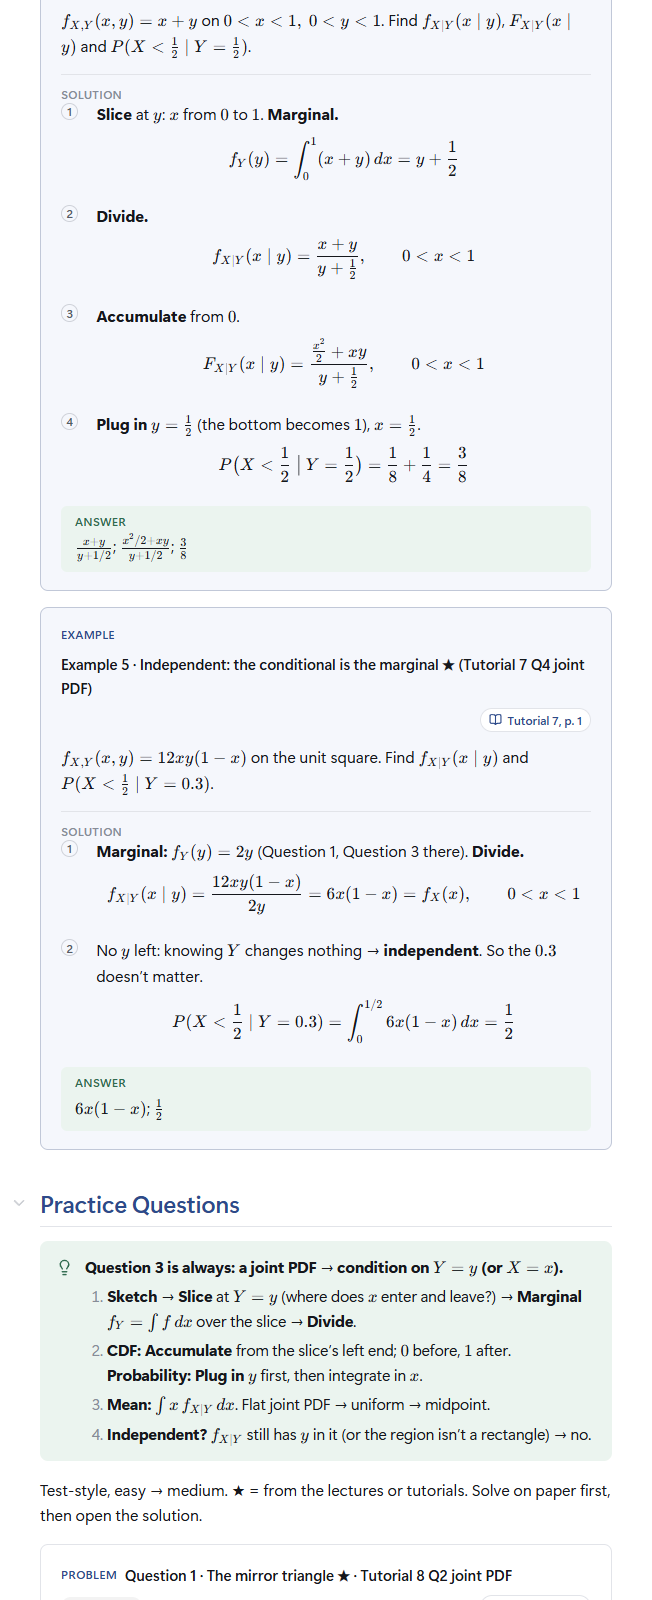 f_{X,Y}(x, y) = x + y on 0 < x < 1, 0 < y < 1. Find f_{X|Y}(x | y), F_{X|Y}(x |
y) and P(X < 1/2 | Y = 1/2).
SOLUTION
1 Slice at y: x from 0 to 1. Marginal.
f_Y(y) = ∫_0^1 (x + y) dx = y + 1/2
2 Divide.
f_{X|Y}(x | y) = (x + y)/(y + 1/2), 0 < x < 1
3 Accumulate from 0.
F_{X|Y}(x | y) = (x²/2 + xy)/(y + 1/2), 0 < x < 1
4 Plug in y = 1/2 (the bottom becomes 1), x = 1/2.
P(X < 1/2 | Y = 1/2) = 1/8 + 1/4 = 3/8
ANSWER
(x+y)/(y+1/2); (x²/2+xy)/(y+1/2); 3/8
EXAMPLE
Example 5 · Independent: the conditional is the marginal ★ (Tutorial 7 Q4 joint
PDF)
Tutorial 7, p. 1
f_{X,Y}(x, y) = 12xy(1 − x) on the unit square. Find f_{X|Y}(x | y) and
P(X < 1/2 | Y = 0.3).
SOLUTION
1 Marginal: f_Y(y) = 2y (Question 1, Question 3 there). Divide.
f_{X|Y}(x | y) = 12xy(1 − x)/2y = 6x(1 − x) = f_X(x), 0 < x < 1
2 No y left: knowing Y changes nothing → independent. So the 0.3
doesn't matter.
P(X < 1/2 | Y = 0.3) = ∫_0^{1/2} 6x(1 − x) dx = 1/2
ANSWER
6x(1 − x); 1/2
Practice Questions
Question 3 is always: a joint PDF → condition on Y = y (or X = x).
1. Sketch → Slice at Y = y (where does x enter and leave?) → Marginal
f_Y = ∫ f dx over the slice → Divide.
2. CDF: Accumulate from the slice's left end; 0 before, 1 after.
Probability: Plug in y first, then integrate in x.
3. Mean: ∫ x f_{X|Y} dx. Flat joint PDF → uniform → midpoint.
4. Independent? f_{X|Y} still has y in it (or the region isn't a rectangle) → no.
Test-style, easy → medium. ★ = from the lectures or tutorials. Solve on paper first,
then open the solution.
PROBLEM Question 1 · The mirror triangle ★ · Tutorial 8 Q2 joint PDF